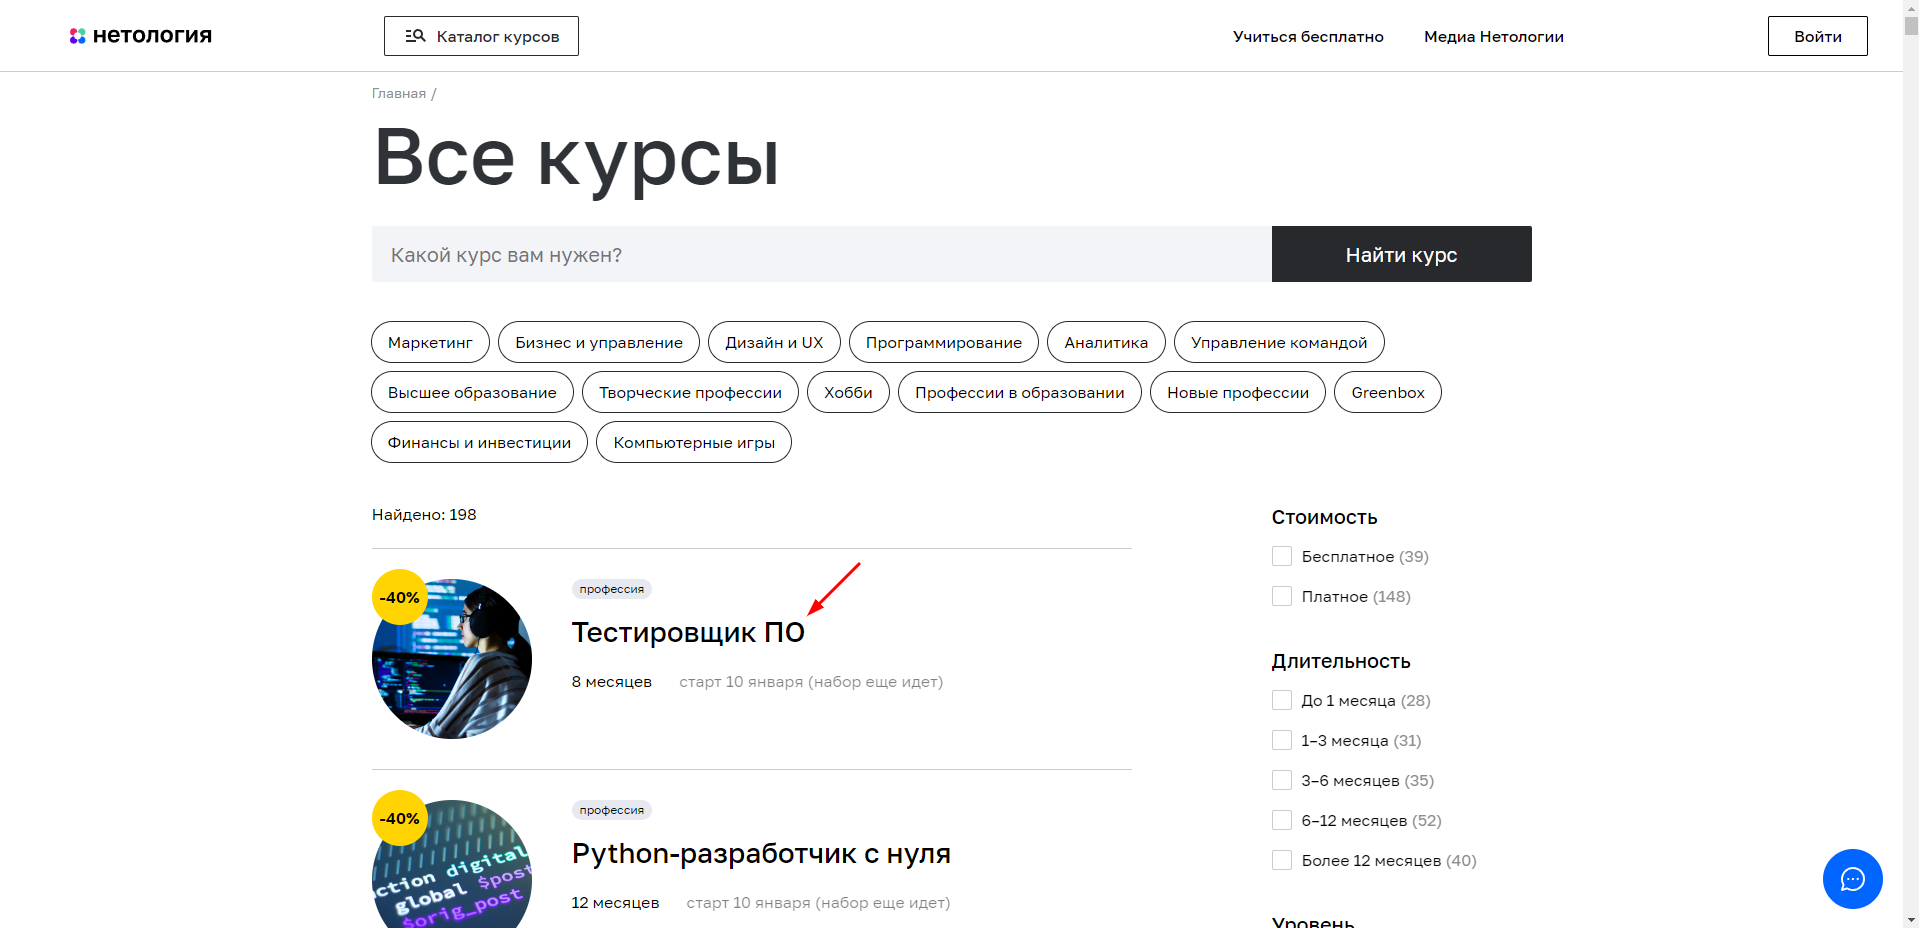 нетология
Каталог курсов
Учиться бесплатно
Медиа Нетологии
Войти
Главная /
Все курсы
Какой курс вам нужен?
Найти курс
Маркетинг
Бизнес и управление
Дизайн и UX
Программирование
Аналитика
Управление командой
Высшее образование
Творческие профессии
Хобби
Профессии в образовании
Новые профессии
Greenbox
Финансы и инвестиции
Компьютерные игры
Найдено: 198
-40%
профессия
Тестировщик ПО
8 месяцев
старт 10 января (набор еще идет)
-40%
профессия
Python-разработчик с нуля
12 месяцев
старт 10 января (набор еще идет)
ction digital
global $post
$orig_post
Стоимость
Бесплатное (39)
Платное (148)
Длительность
До 1 месяца (28)
1–3 месяца (31)
3–6 месяцев (35)
6–12 месяцев (52)
Более 12 месяцев (40)
Уровень